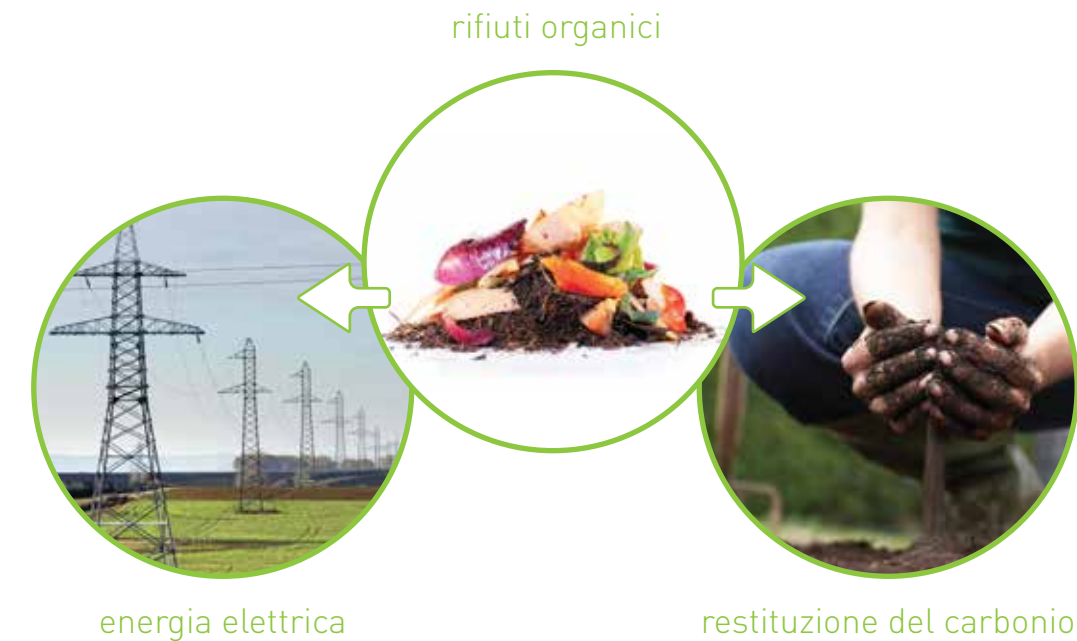 rifiuti organici
energia elettrica
restituzione del carbonio